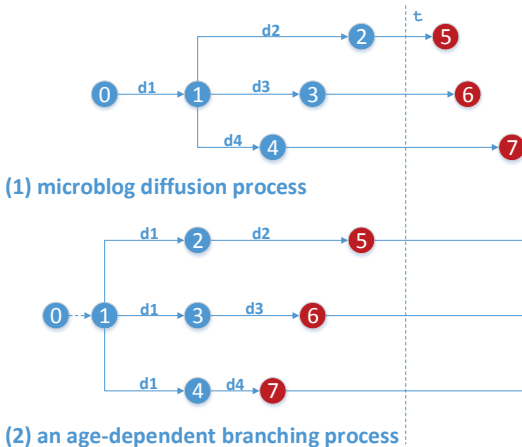 t
d2 2 5
0 d1 1 d3 3 6
d4 4 7
(1) microblog diffusion process
d1 2 d2 5
0 1 d1 3 d3 6
d1 4 d4 7
(2) an age-dependent branching process